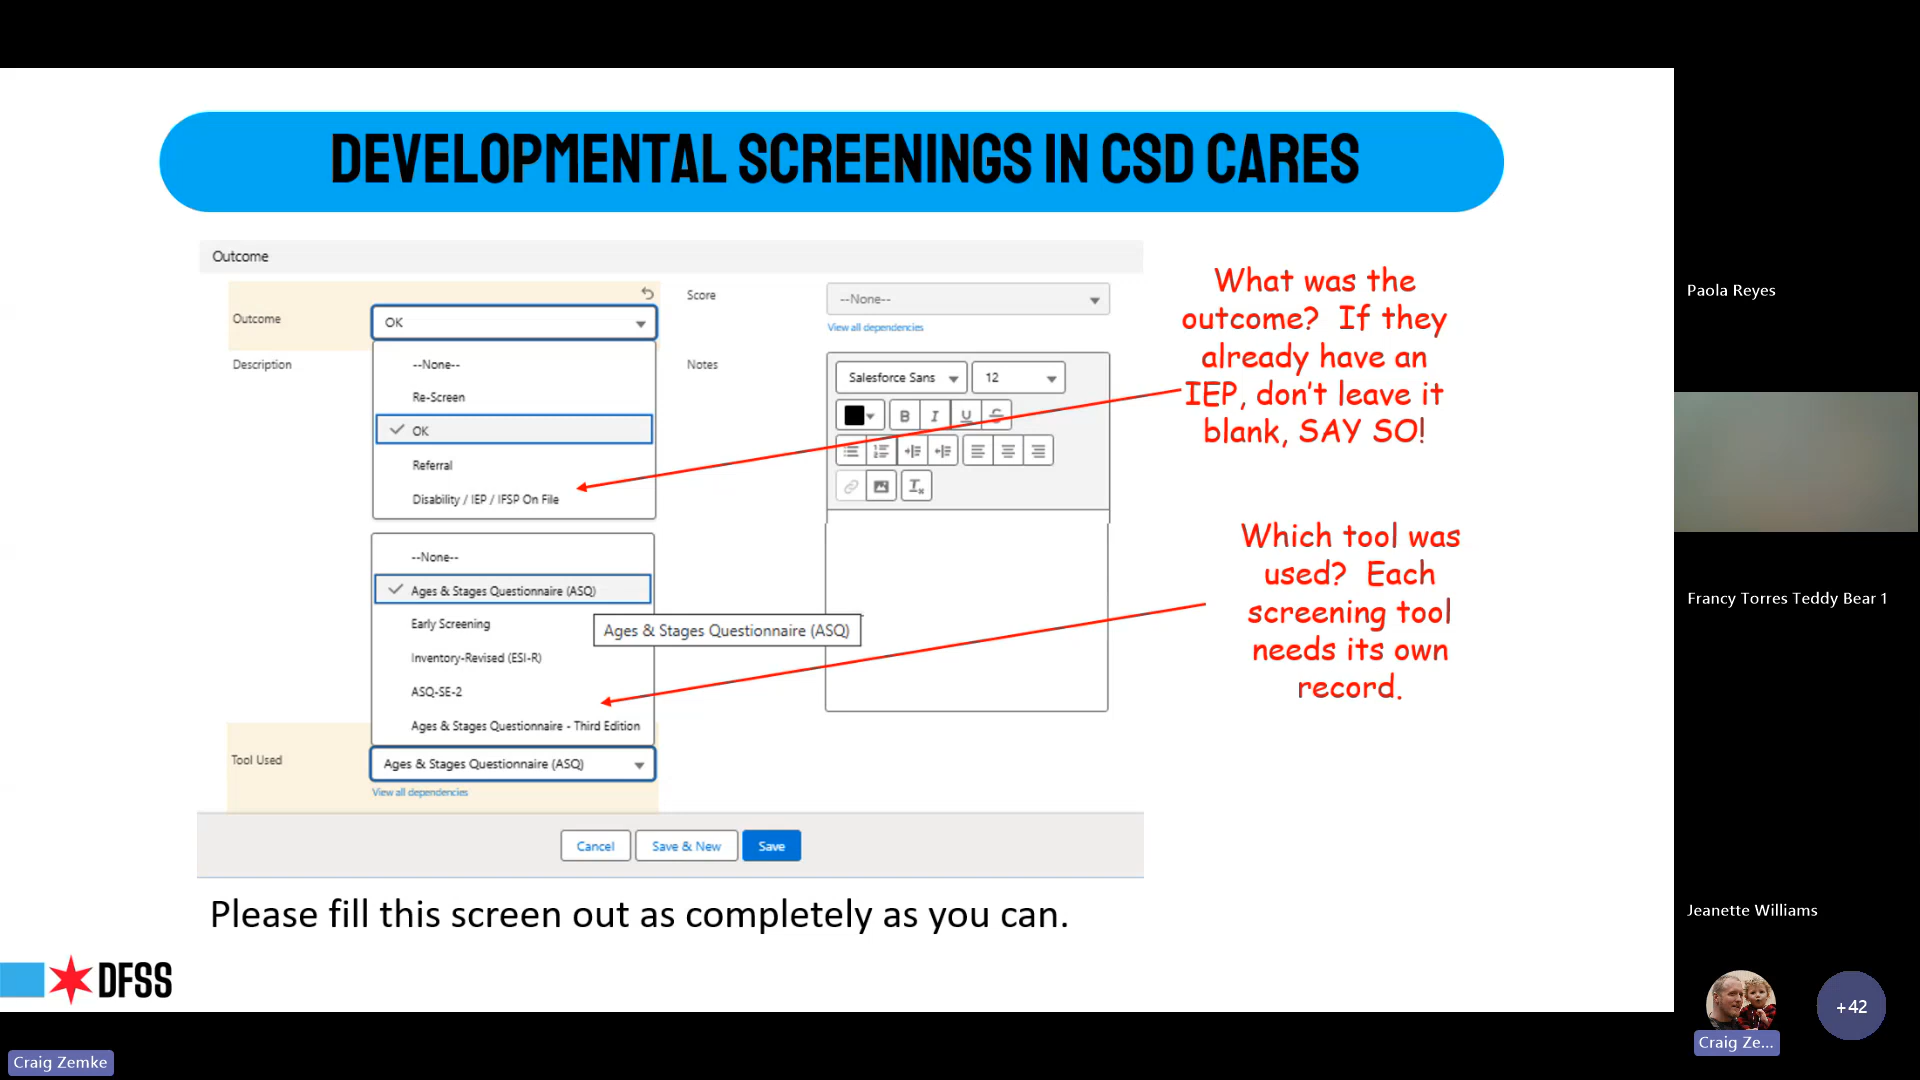 DEVELOPMENTAL SCREENINGS IN CSD CARES
Outcome
Outcome
OK
--None--
Re-Screen
OK
Referral
Disability / IEP / IFSP On File
Description
Score
--None--
View all dependencies
Notes
Salesforce Sans
12
B I U S
What was the
outcome? If they
already have an
IEP, don't leave it
blank, SAY SO!
--None--
Ages & Stages Questionnaire (ASQ)
Early Screening
Inventory-Revised (ESI-R)
ASQ-SE-2
Ages & Stages Questionnaire - Third Edition
Ages & Stages Questionnaire (ASQ)
Which tool was
used? Each
screening tool
needs its own
record.
Tool Used
Ages & Stages Questionnaire (ASQ)
View all dependencies
Cancel
Save & New
Save
Please fill this screen out as completely as you can.
DFSS
Paola Reyes
Francy Torres Teddy Bear 1
Jeanette Williams
Craig Ze...
+42
Craig Zemke